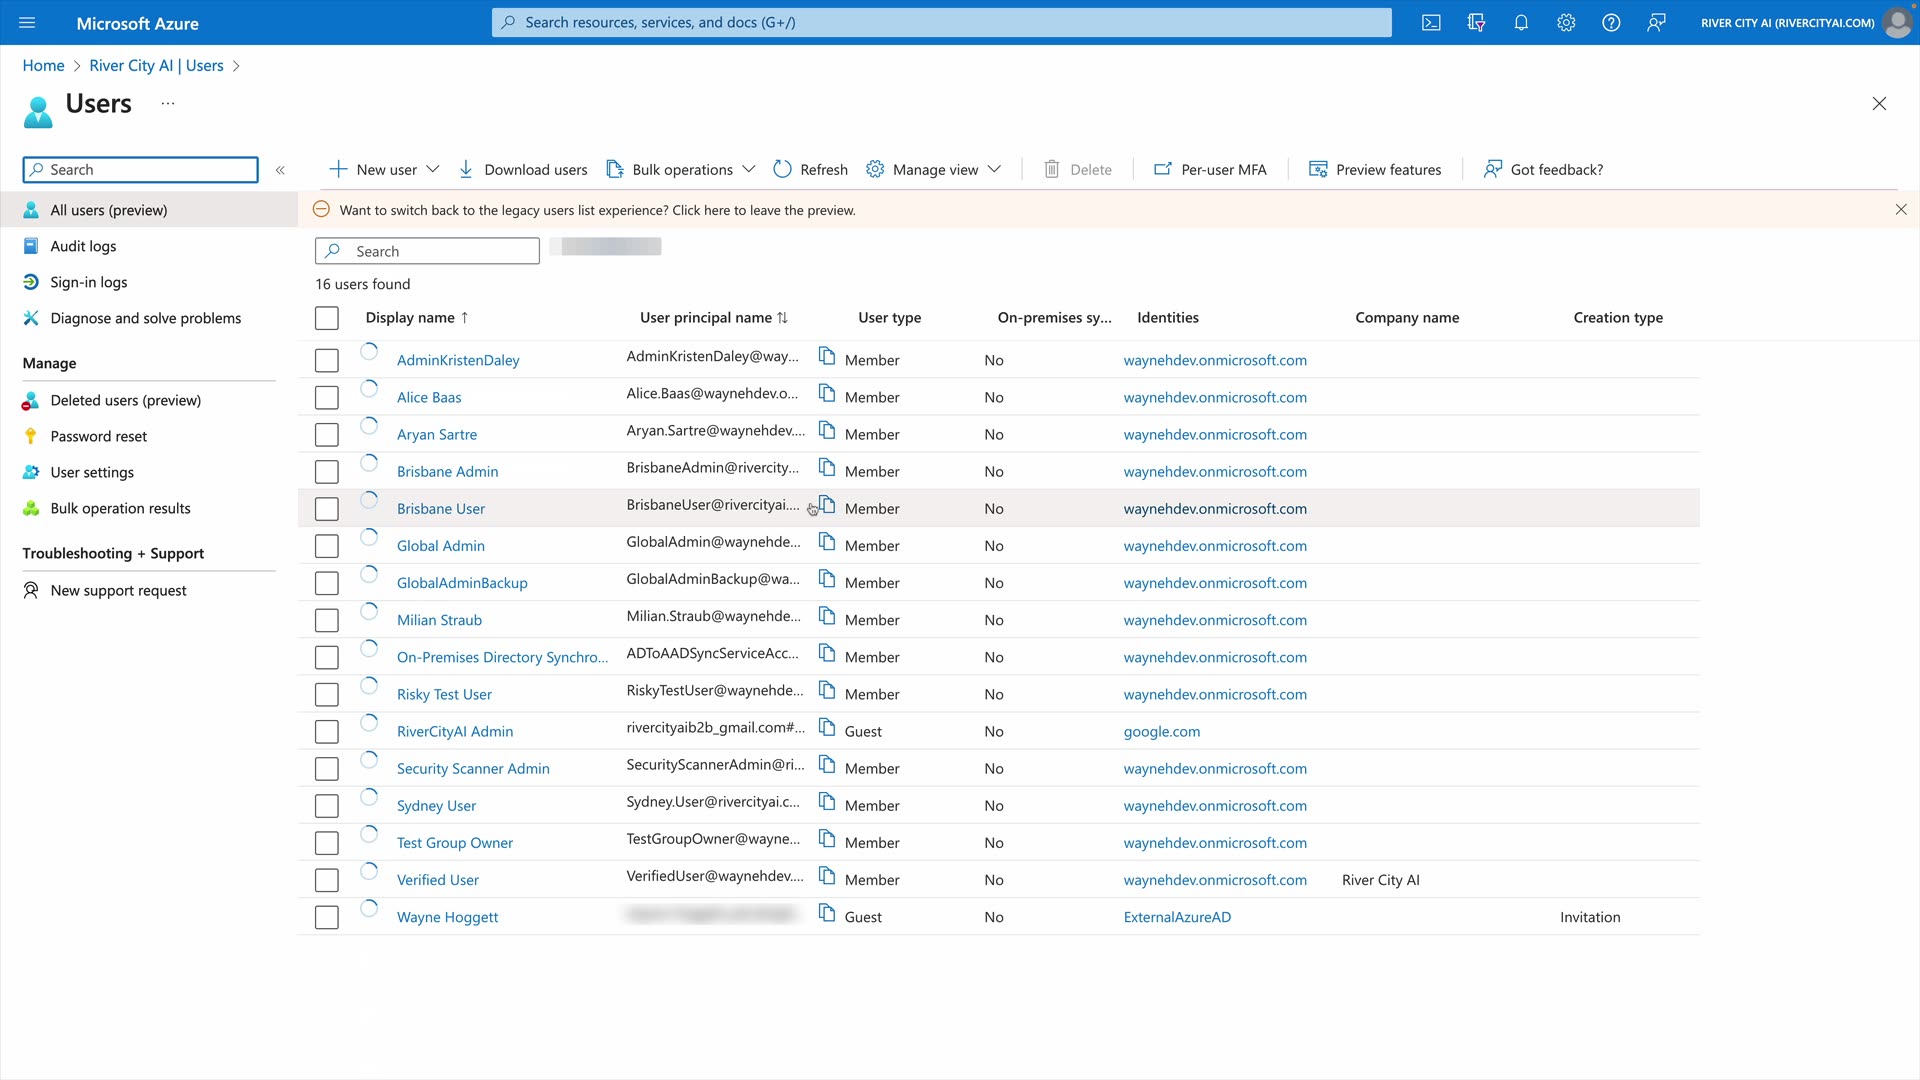 Microsoft Azure
Search resources, services, and docs (G+/)
RIVER CITY AI (RIVERCITYAI.COM)
Home
River City AI | Users
Users
Search
New user
Download users
Bulk operations
Refresh
Manage view
Delete
Per-user MFA
Preview features
Got feedback?
All users (preview)
Audit logs
Sign-in logs
Diagnose and solve problems
Manage
Deleted users (preview)
Password reset
User settings
Bulk operation results
Troubleshooting + Support
New support request
Want to switch back to the legacy users list experience? Click here to leave the preview.
Search
16 users found
Display name ↑ User principal name ↑↓ User type On-premises sy... Identities Company name Creation type
AdminKristenDaley AdminKristenDaley@way... Member No waynehdev.onmicrosoft.com
Alice Baas Alice.Baas@waynehdev.o... Member No waynehdev.onmicrosoft.com
Aryan Sartre Aryan.Sartre@waynehdev.... Member No waynehdev.onmicrosoft.com
Brisbane Admin BrisbaneAdmin@rivercity... Member No waynehdev.onmicrosoft.com
Brisbane User BrisbaneUser@rivercityai.... Member No waynehdev.onmicrosoft.com
Global Admin GlobalAdmin@waynehde... Member No waynehdev.onmicrosoft.com
GlobalAdminBackup GlobalAdminBackup@wa... Member No waynehdev.onmicrosoft.com
Milian Straub Milian.Straub@waynehde... Member No waynehdev.onmicrosoft.com
On-Premises Directory Synchro... ADToAADSyncServiceAcc... Member No waynehdev.onmicrosoft.com
Risky Test User RiskyTestUser@waynehde... Member No waynehdev.onmicrosoft.com
RiverCityAI Admin rivercityaib2b_gmail.com#... Guest No google.com
Security Scanner Admin SecurityScannerAdmin@ri... Member No waynehdev.onmicrosoft.com
Sydney User Sydney.User@rivercityai.c... Member No waynehdev.onmicrosoft.com
Test Group Owner TestGroupOwner@wayne... Member No waynehdev.onmicrosoft.com
Verified User VerifiedUser@waynehdev.... Member No waynehdev.onmicrosoft.com River City AI
Wayne Hoggett Guest No ExternalAzureAD Invitation